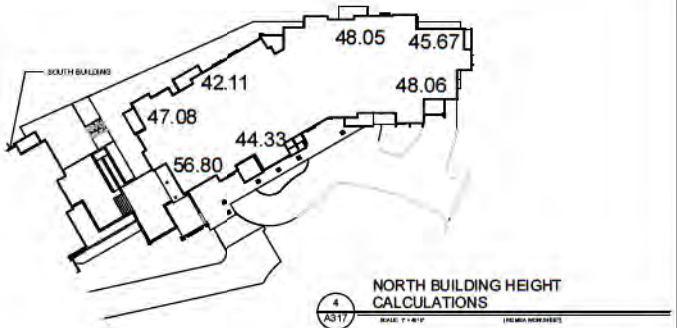 48.05
45.67
SOUTH BUILDING
42.11
48.06
47.08
44.33
56.80
NORTH BUILDING HEIGHT
CALCULATIONS
4
A317